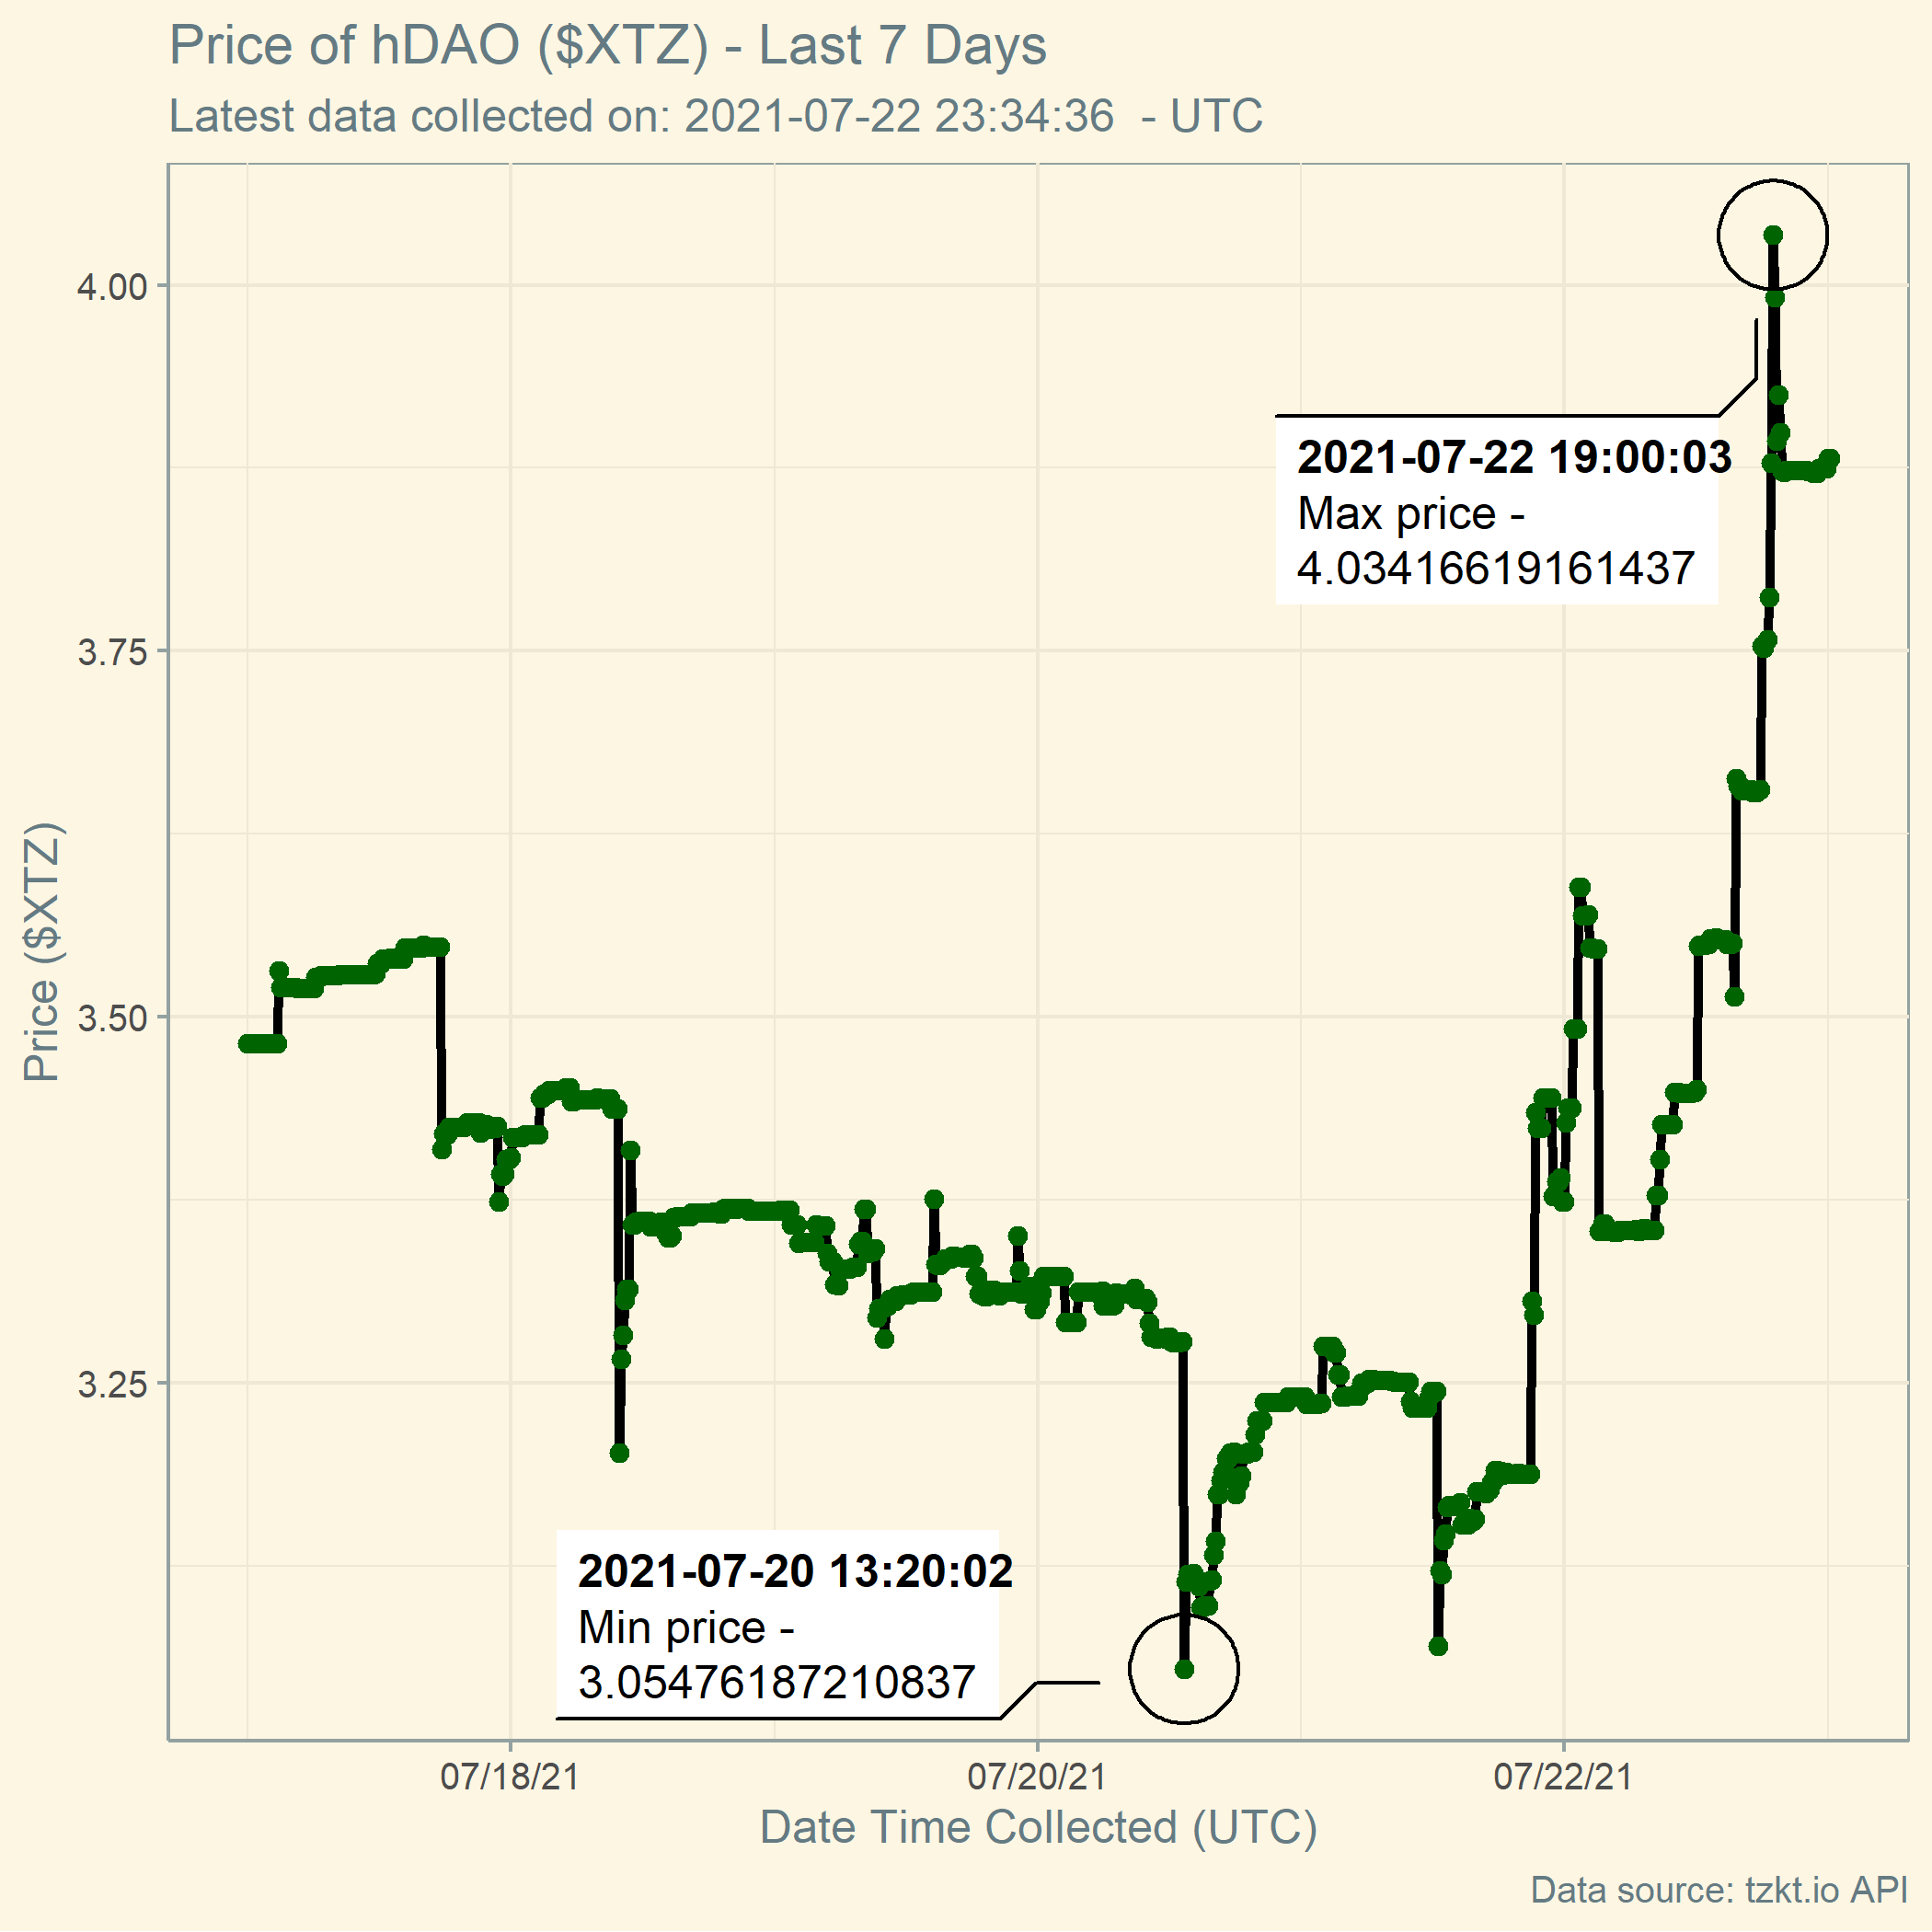 Price of hDAO ($XTZ) - Last 7 Days
Latest data collected on: 2021-07-22 23:34:36  - UTC
4.00
3.75
3.50
3.25
Price ($XTZ)
2021-07-22 19:00:03
Max price -
4.03416619161437
2021-07-20 13:20:02
Min price -
3.05476187210837
07/18/21
07/20/21
07/22/21
Date Time Collected (UTC)
Data source: tzkt.io API